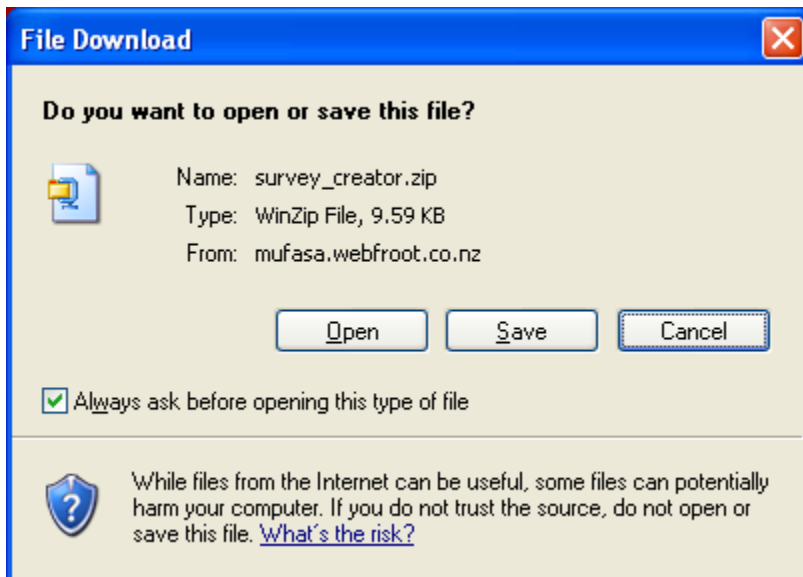 File Download
Do you want to open or save this file?
Name: survey_creator.zip
Type: WinZip File, 9.59 KB
From: mufasa.webfroot.co.nz
Open Save Cancel
Always ask before opening this type of file
While files from the Internet can be useful, some files can potentially
harm your computer. If you do not trust the source, do not open or
save this file. What's the risk?